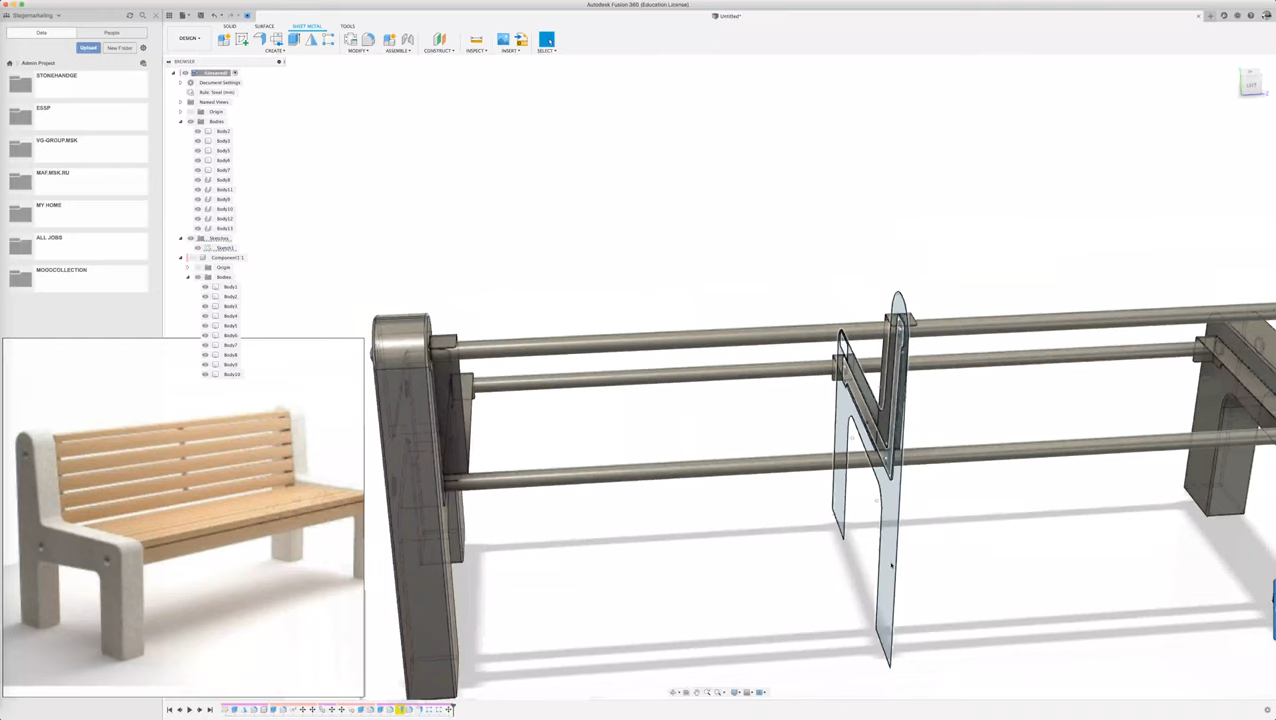 Autodesk Fusion 360 (Education License)
Stagemarketing
Untitled*
Data People
SOLID SURFACE SHEET METAL TOOLS
DESIGN
Upload New Folder
CREATE MODIFY ASSEMBLE CONSTRUCT INSPECT INSERT SELECT
Admin Project
BROWSER
STONEHANDGE
ESSP
VG-GROUP.MSK
MAF.MSK.RU
MY HOME
ALL JOBS
MOGOCOLLECTION
(Unsaved)
Document Settings
Rule: Steel (mm)
Named Views
Origin
Bodies
Body2
Body3
Body5
Body6
Body7
Body8
Body11
Body9
Body10
Body12
Body13
Sketches
Sketch1
Component1:1
Origin
Bodies
Body1
Body2
Body3
Body4
Body5
Body6
Body7
Body8
Body9
Body10